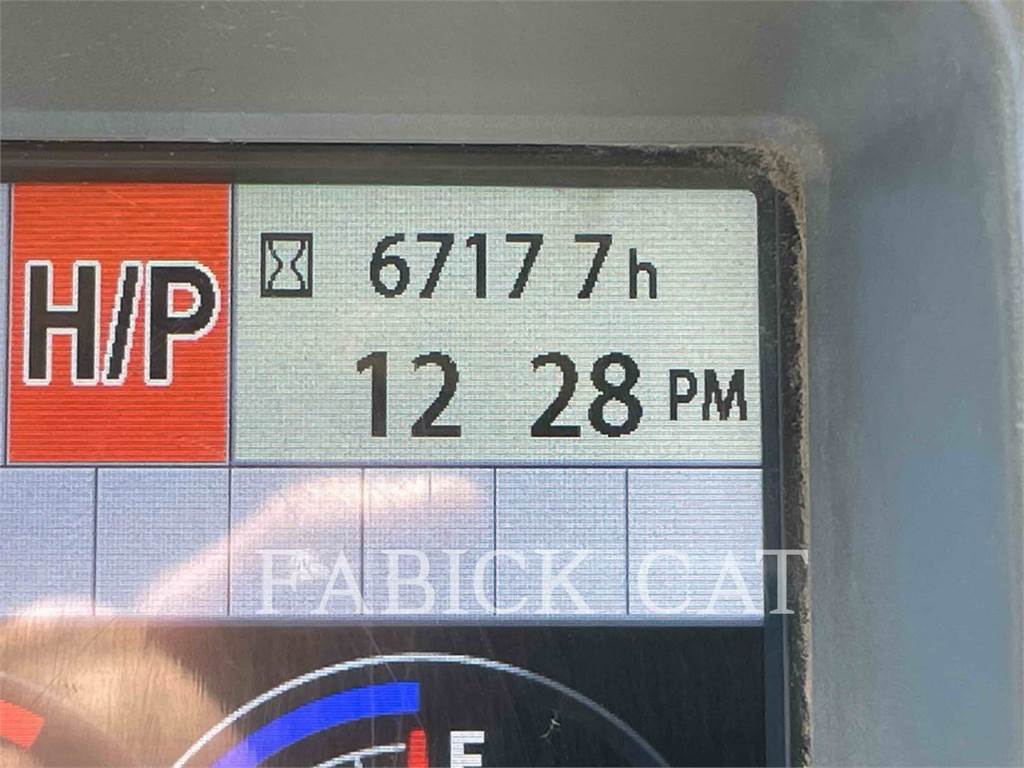 H/P
6717 7h
12 28 PM
FABICK CAT
F